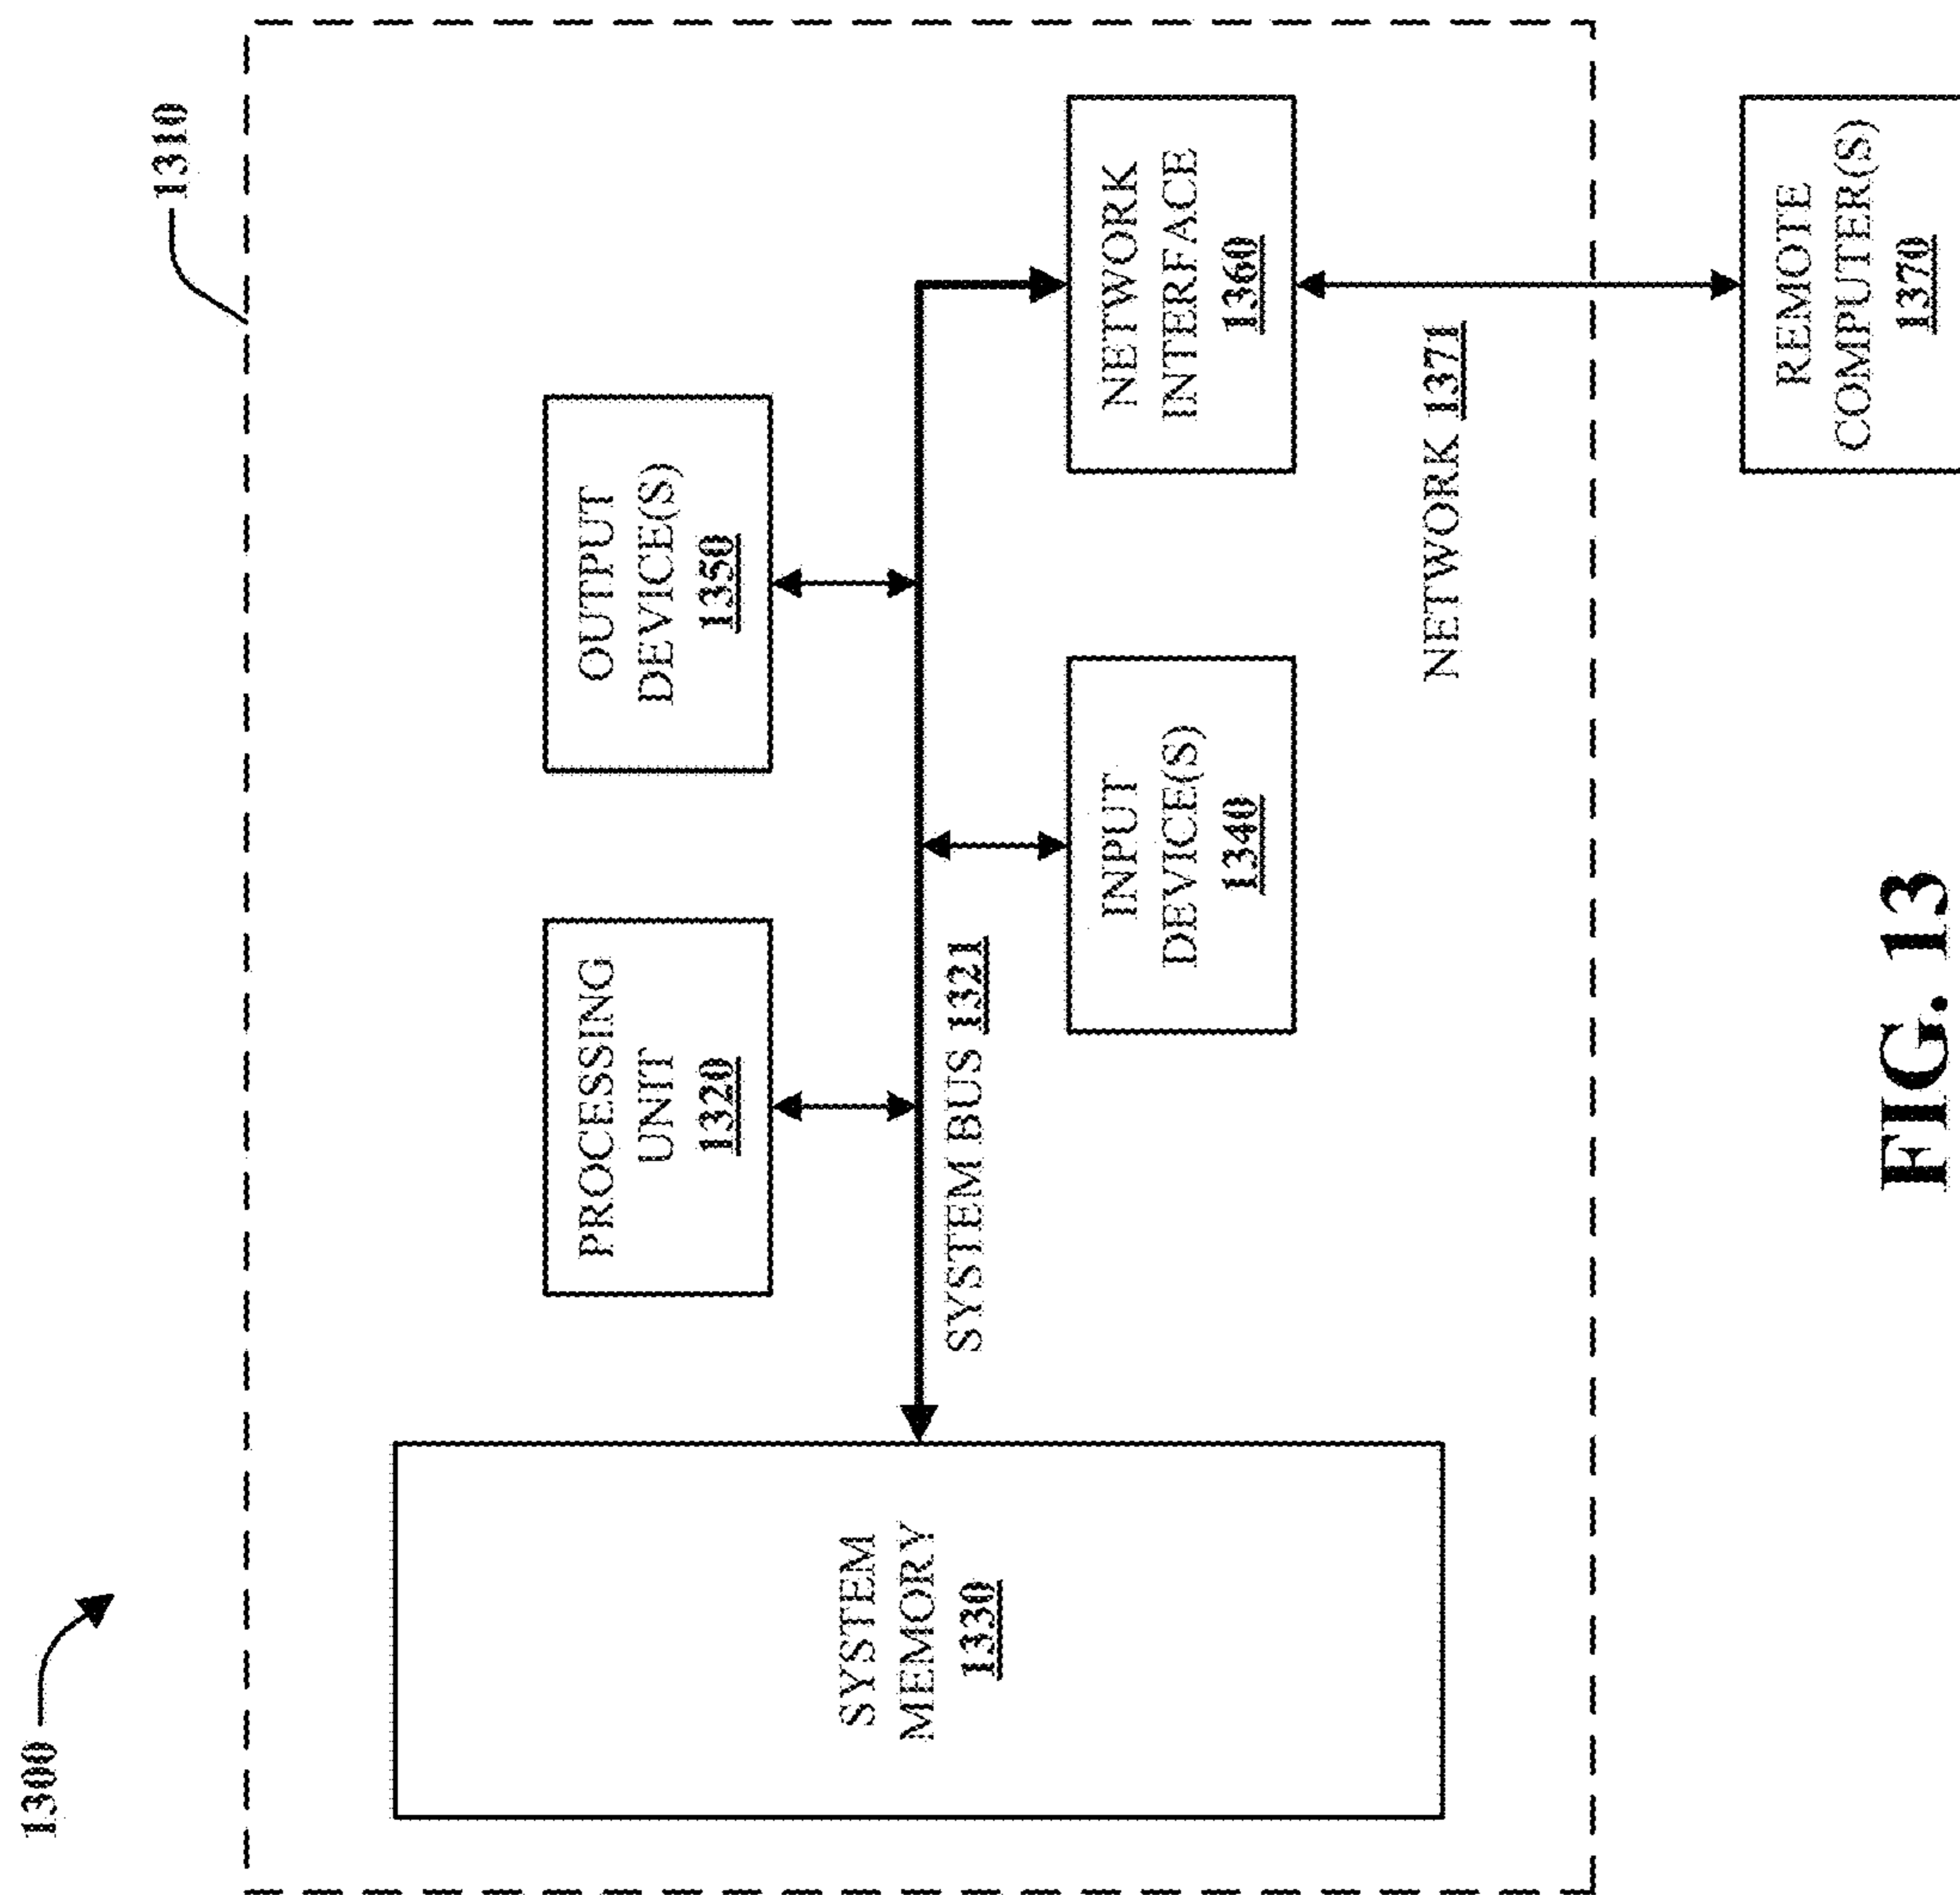 1300
1310
SYSTEM
MEMORY
1330
PROCESSING
UNIT
1320
OUTPUT
DEVICE(S)
1350
SYSTEM BUS 1321
INPUT
DEVICE(S)
1340
NETWORK
INTERFACE
1360
NETWORK 1371
REMOTE
COMPUTER(S)
1370
FIG. 13